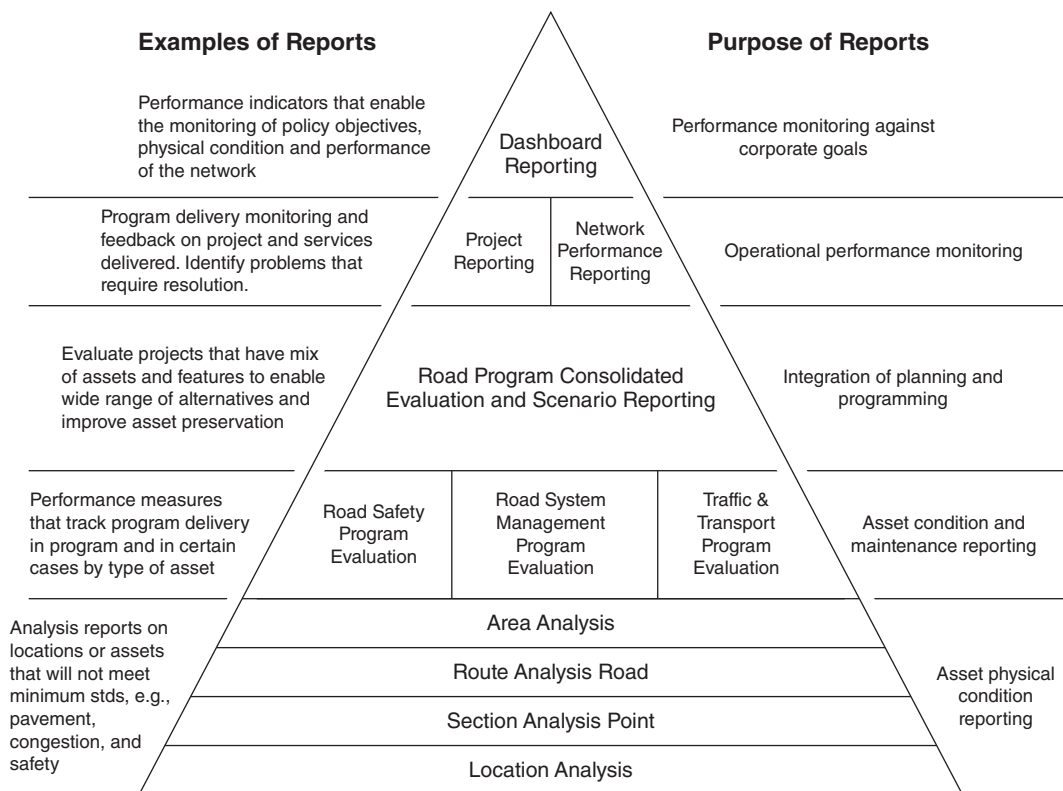 Examples of Reports
Purpose of Reports
Performance indicators that enable
the monitoring of policy objectives,
physical condition and performance
of the network
Dashboard
Reporting
Performance monitoring against
corporate goals
Program delivery monitoring and
feedback on project and services
delivered. Identify problems that
require resolution.
Project
Reporting
Network
Performance
Reporting
Operational performance monitoring
Evaluate projects that have mix
of assets and features to enable
wide range of alternatives and
improve asset preservation
Road Program Consolidated
Evaluation and Scenario Reporting
Integration of planning and
programming
Performance measures
that track program delivery
in program and in certain
cases by type of asset
Road Safety
Program
Evaluation
Road System
Management
Program
Evaluation
Traffic &
Transport
Program
Evaluation
Asset condition and
maintenance reporting
Analysis reports on
locations or assets
that will not meet
minimum stds, e.g.,
pavement,
congestion, and
safety
Area Analysis
Route Analysis Road
Section Analysis Point
Location Analysis
Asset physical
condition
reporting